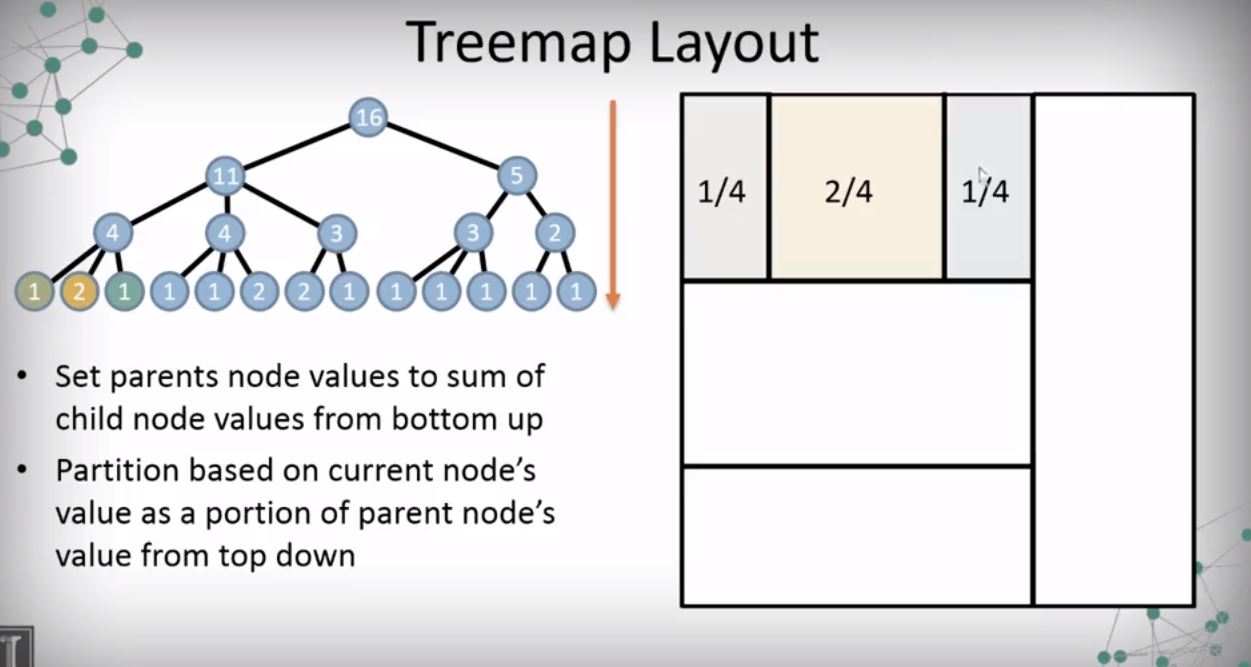 Treemap Layout
16
11 5
4 4 3 3 2
1 2 1 1 1 2 2 1 1 1 1 1 1
1/4 2/4 1/4
• Set parents node values to sum of
child node values from bottom up
• Partition based on current node’s
value as a portion of parent node’s
value from top down
I